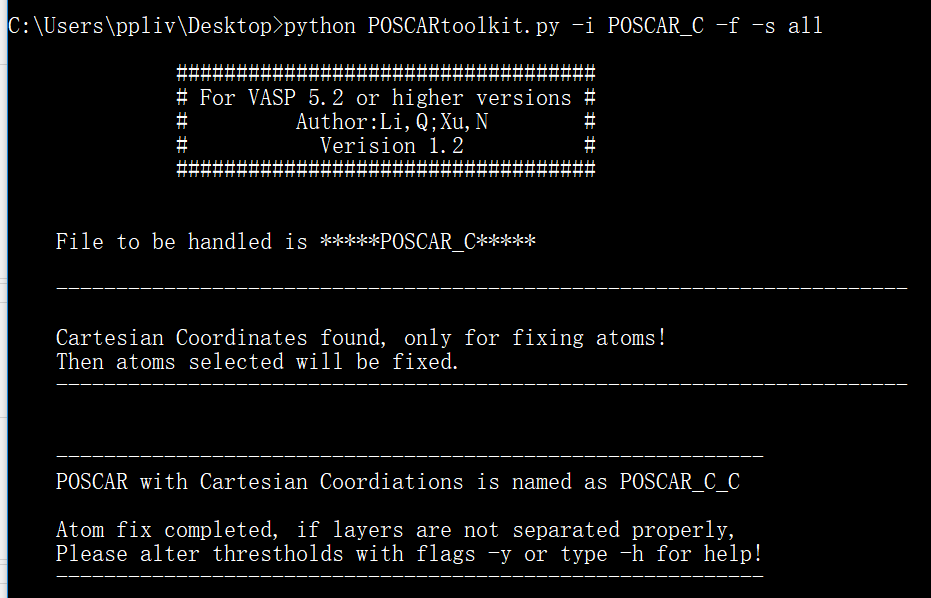 C:\Users\ppliv\Desktop>python POSCARtoolkit.py -i POSCAR_C -f -s all
###################################
# For VASP 5.2 or higher versions #
# Author:Li,Q;Xu,N #
# Verision 1.2 #
###################################
File to be handled is *****POSCAR_C*****
-----------------------------------------------------------------------
Cartesian Coordinates found, only for fixing atoms!
Then atoms selected will be fixed.
-----------------------------------------------------------------------
-----------------------------------------------------------
POSCAR with Cartesian Coordiations is named as POSCAR_C_C
Atom fix completed, if layers are not separated properly,
Please alter threstholds with flags -y or type -h for help!
-----------------------------------------------------------